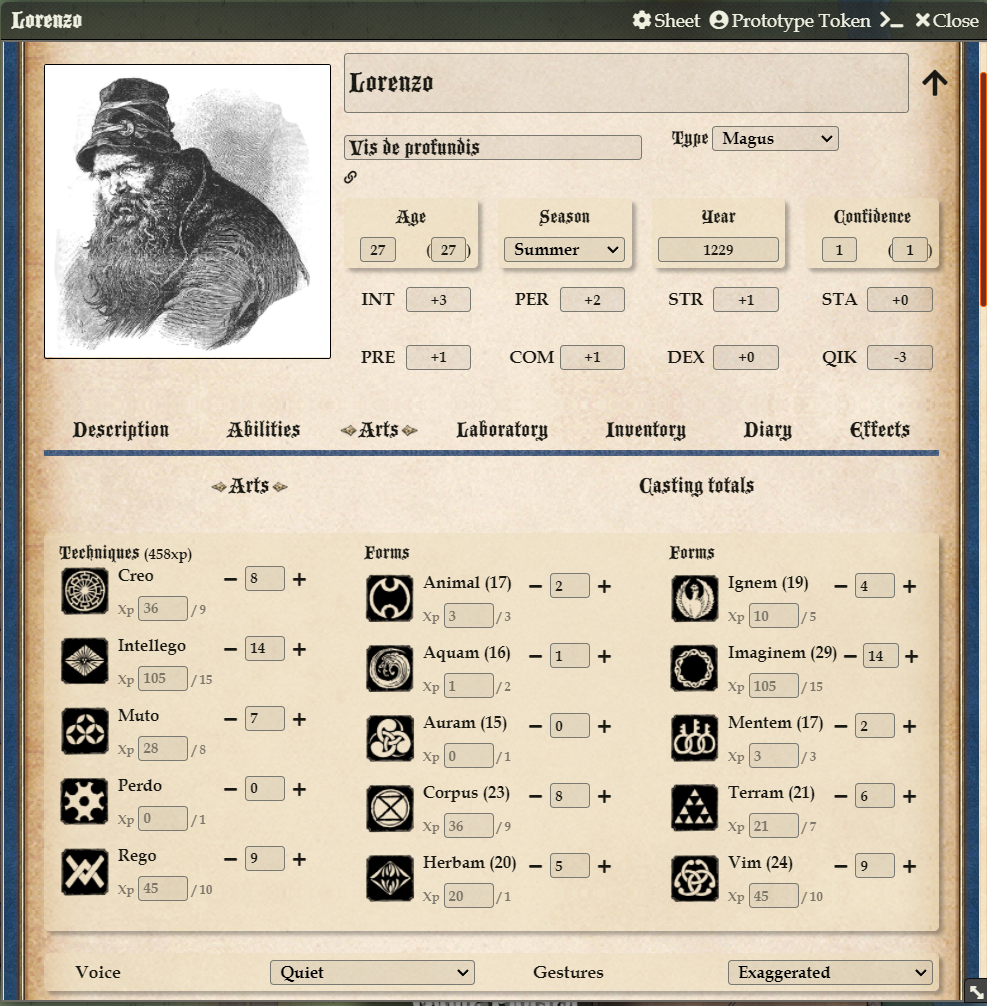 Lorenzo Sheet Prototype Token Close
Lorenzo
Vis de profundis Type Magus
Age Season Year Confidence
27 (27) Summer 1229 1 (1)
INT +3 PER +2 STR +1 STA +0
PRE +1 COM +1 DEX +0 QIK -3
Description Abilities Arts Laboratory Inventory Diary Effects
Arts Casting totals
Techniques (458xp) Forms Forms
Creo − 8 + Animal (17) − 2 + Ignem (19) − 4 +
Xp 36 / 9 Xp 3 / 3 Xp 10 / 5
Intellego − 14 + Aquam (16) − 1 + Imaginem (29) − 14 +
Xp 105 / 15 Xp 1 / 2 Xp 105 / 15
Muto − 7 + Auram (15) − 0 + Mentem (17) − 2 +
Xp 28 / 8 Xp 0 / 1 Xp 3 / 3
Perdo − 0 + Corpus (23) − 8 + Terram (21) − 6 +
Xp 0 / 1 Xp 36 / 9 Xp 21 / 7
Rego − 9 + Herbam (20) − 5 + Vim (24) − 9 +
Xp 45 / 10 Xp 20 / 1 Xp 45 / 10
Voice Quiet Gestures Exaggerated